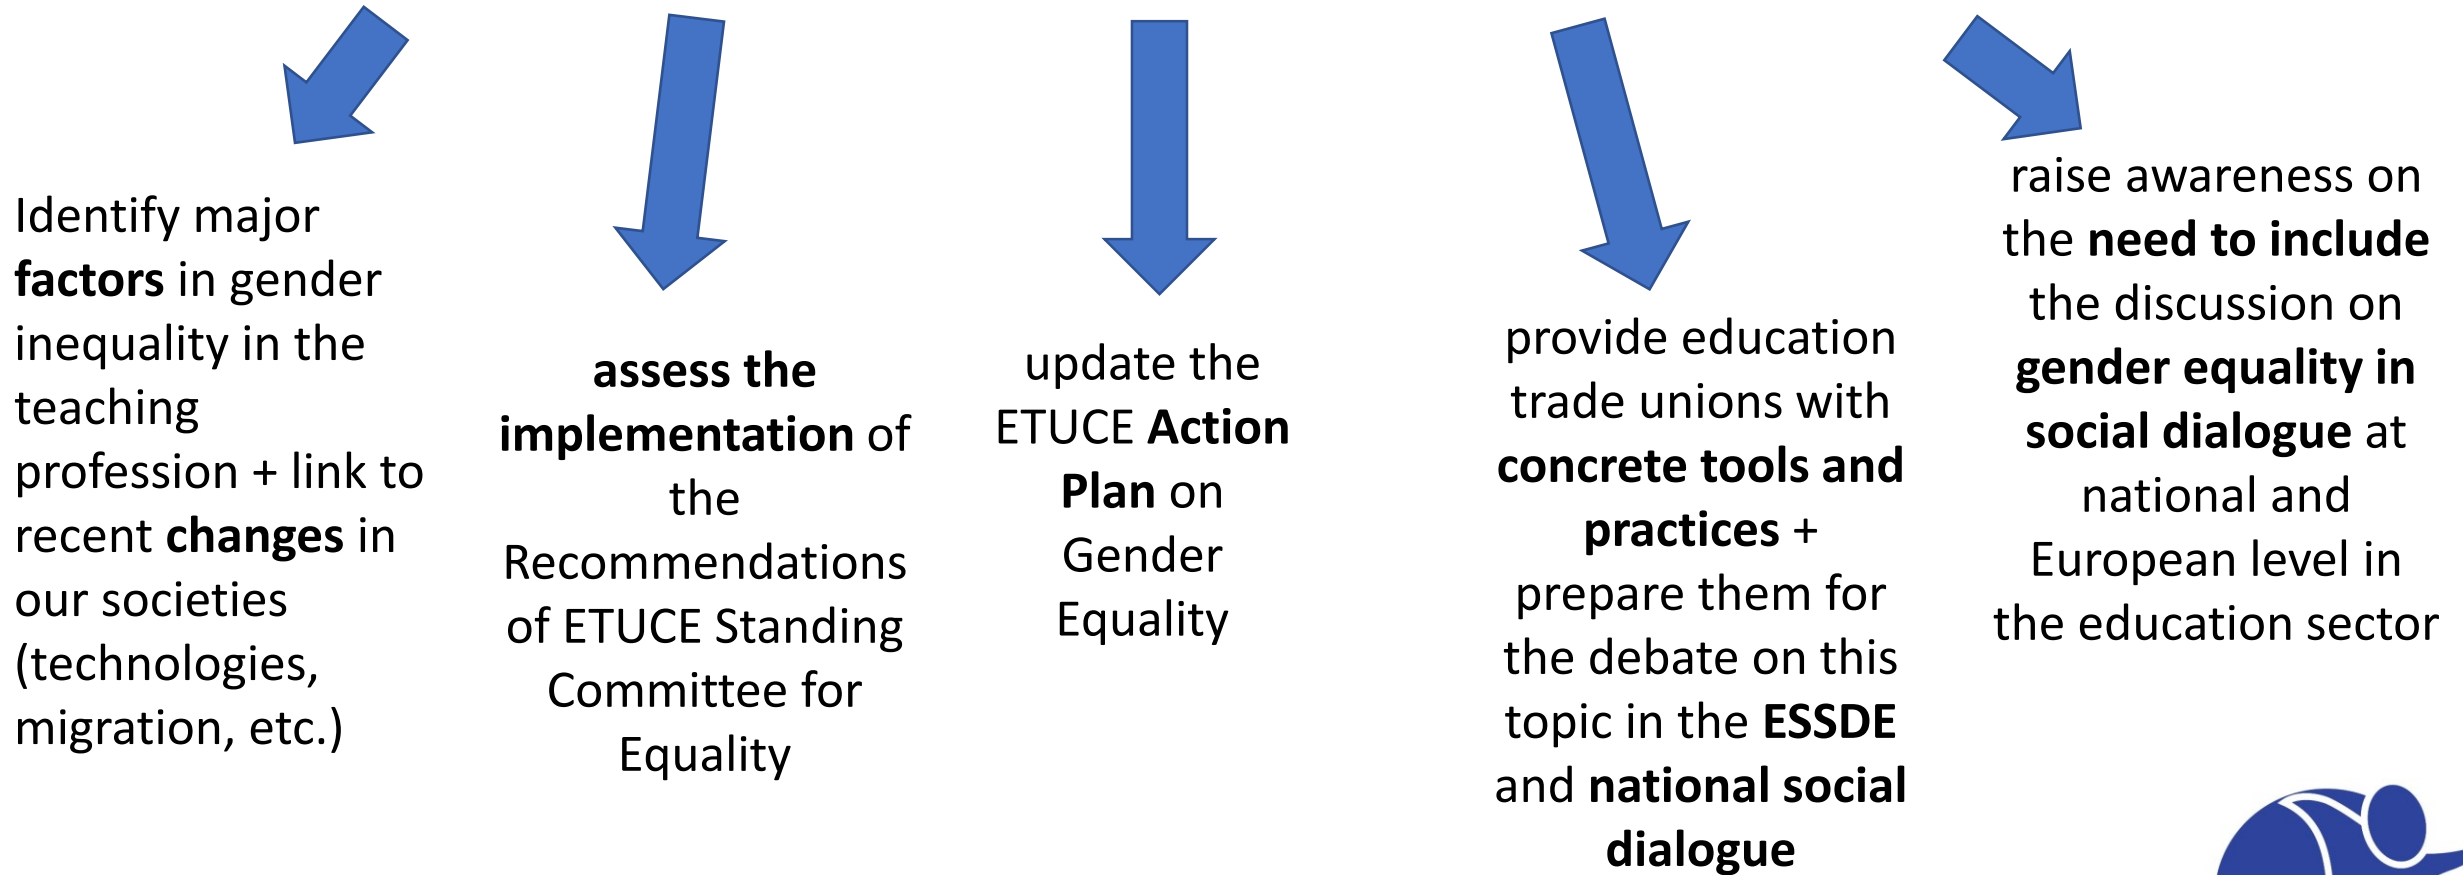 Identify major
factors in gender
inequality in the
teaching
profession + link to
recent changes in
our societies
(technologies,
migration, etc.)
assess the
implementation of
the
Recommendations
of ETUCE Standing
Committee for
Equality
update the
ETUCE Action
Plan on
Gender
Equality
provide education
trade unions with
concrete tools and
practices +
prepare them for
the debate on this
topic in the ESSDE
and national social
dialogue
raise awareness on
the need to include
the discussion on
gender equality in
social dialogue at
national and
European level in
the education sector